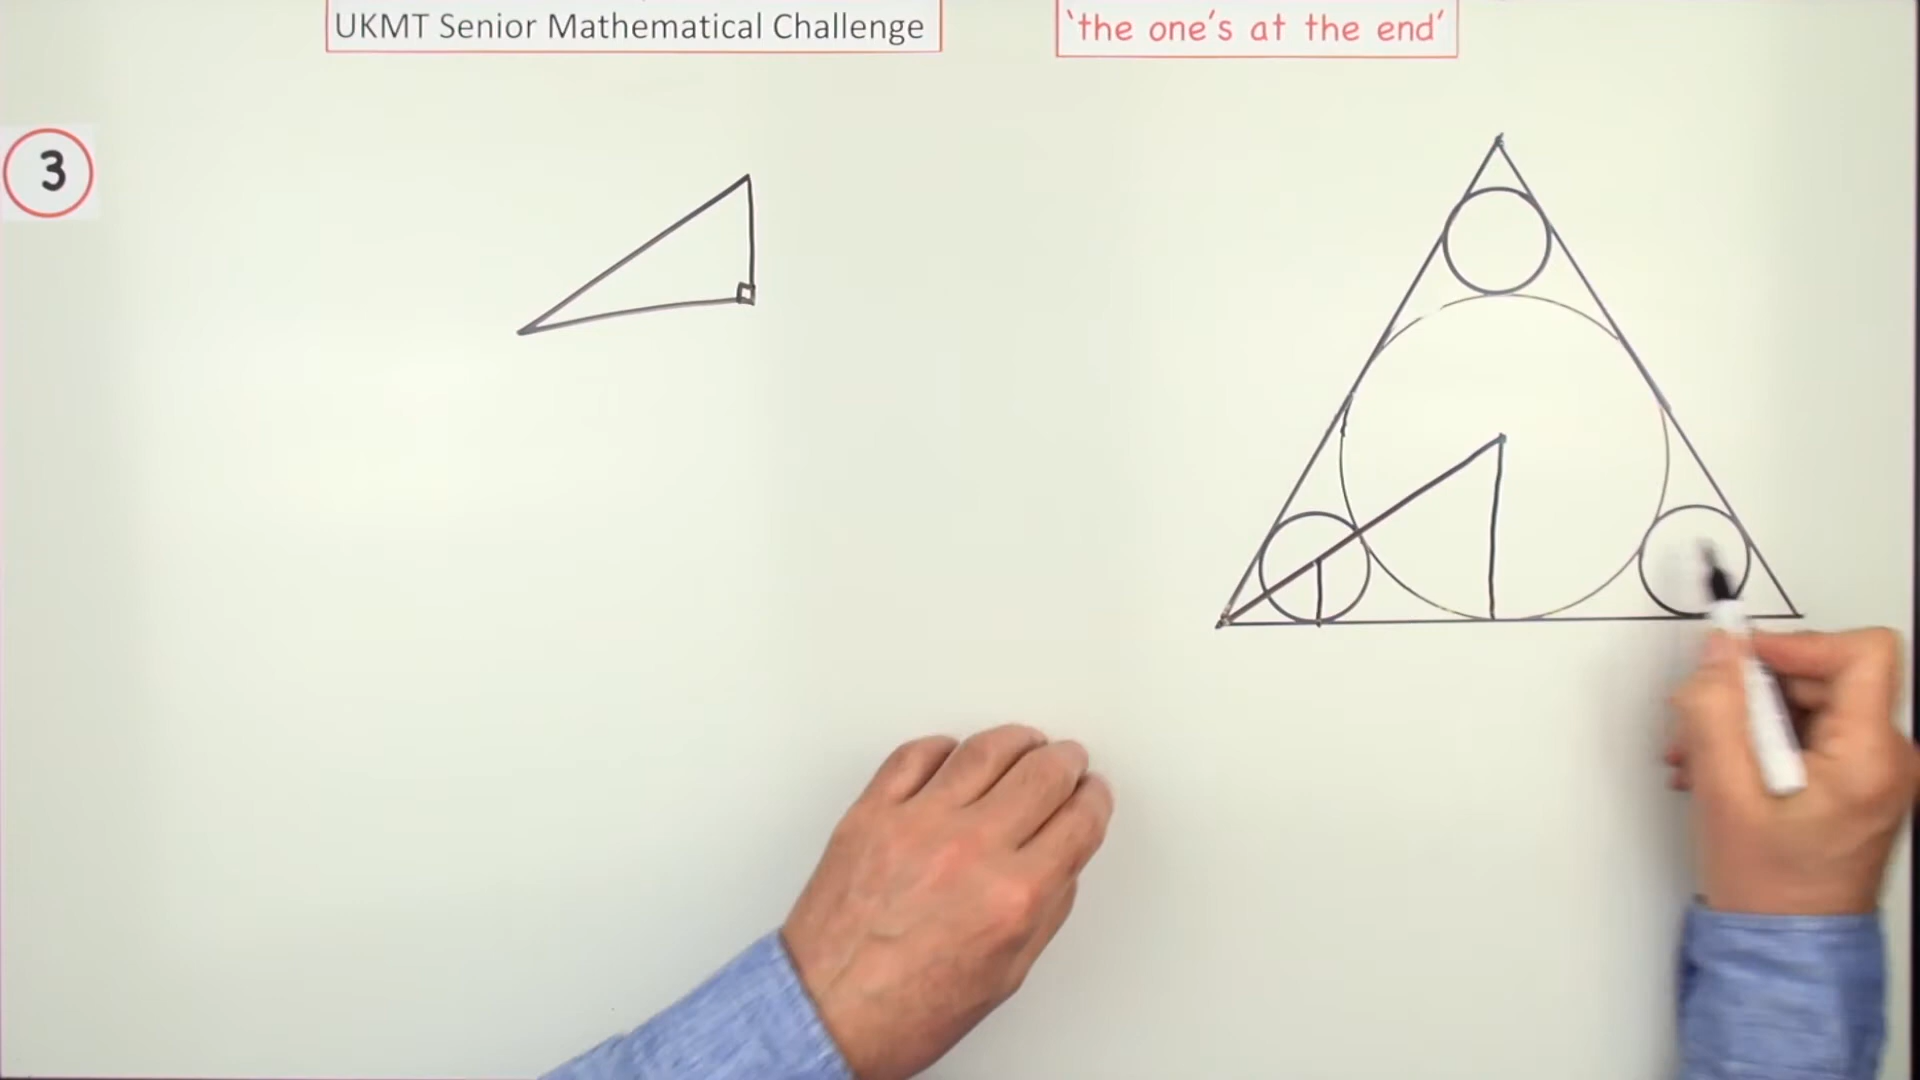 UKMT Senior Mathematical Challenge
‘the one’s at the end’
3